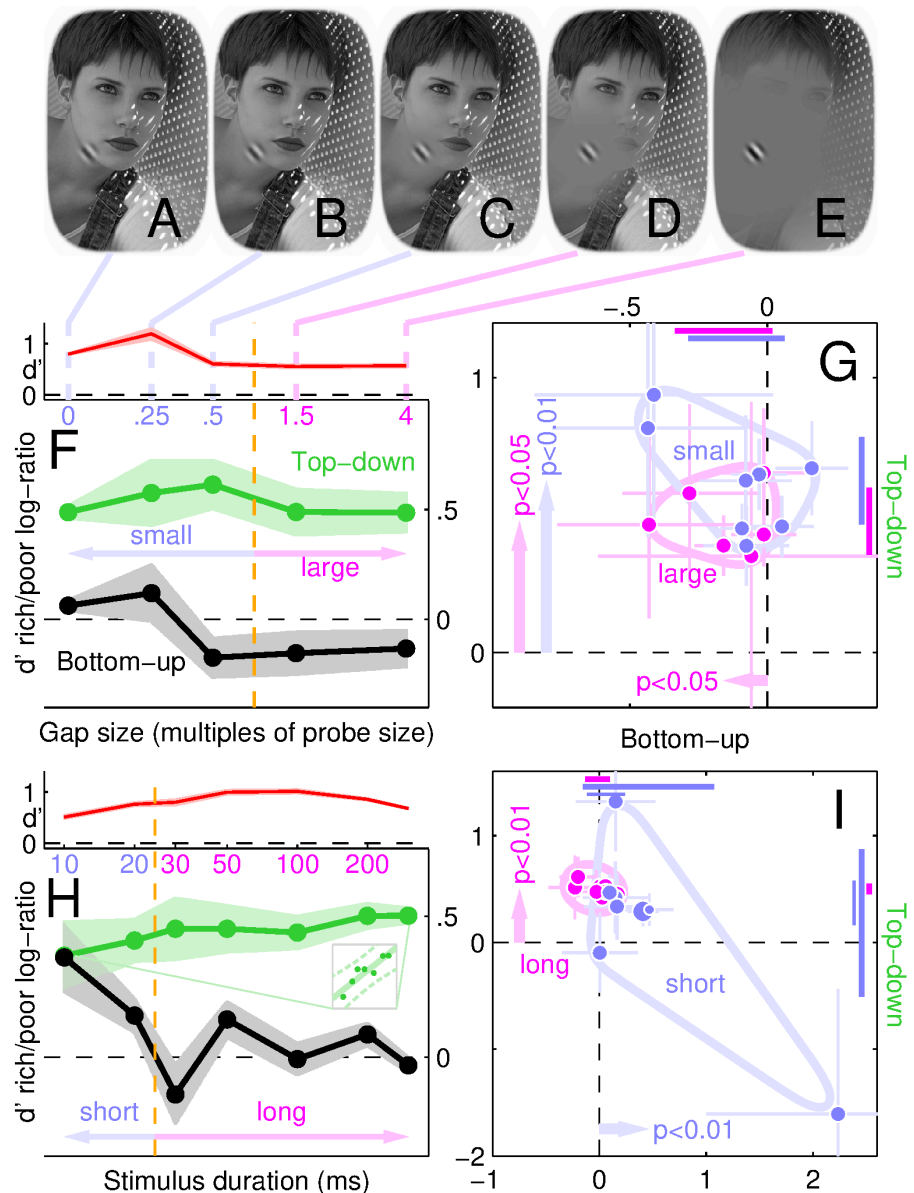 A B C D E
-.5 0
1
d'
0
0 .25 .5 1.5 4
F
d' rich/poor log-ratio
Top-down
.5
small
large
0
Bottom-up
Gap size (multiples of probe size)
G
1
p<0.05
p<0.01
small
large
Top-down
0
p<0.05
Bottom-up
1
d'
0
10 20 30 50 100 200
H
d' rich/poor log-ratio
.5
0
short long
Stimulus duration (ms)
I
1
p<0.01
0
long
short
Top-down
-1
p<0.01
-2
0 1 2